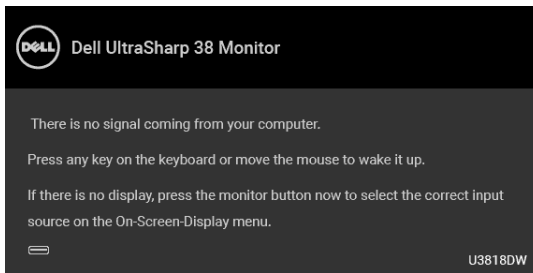 DELL Dell UltraSharp 38 Monitor
There is no signal coming from your computer.
Press any key on the keyboard or move the mouse to wake it up.
If there is no display, press the monitor button now to select the correct input
source on the On-Screen-Display menu.
U3818DW